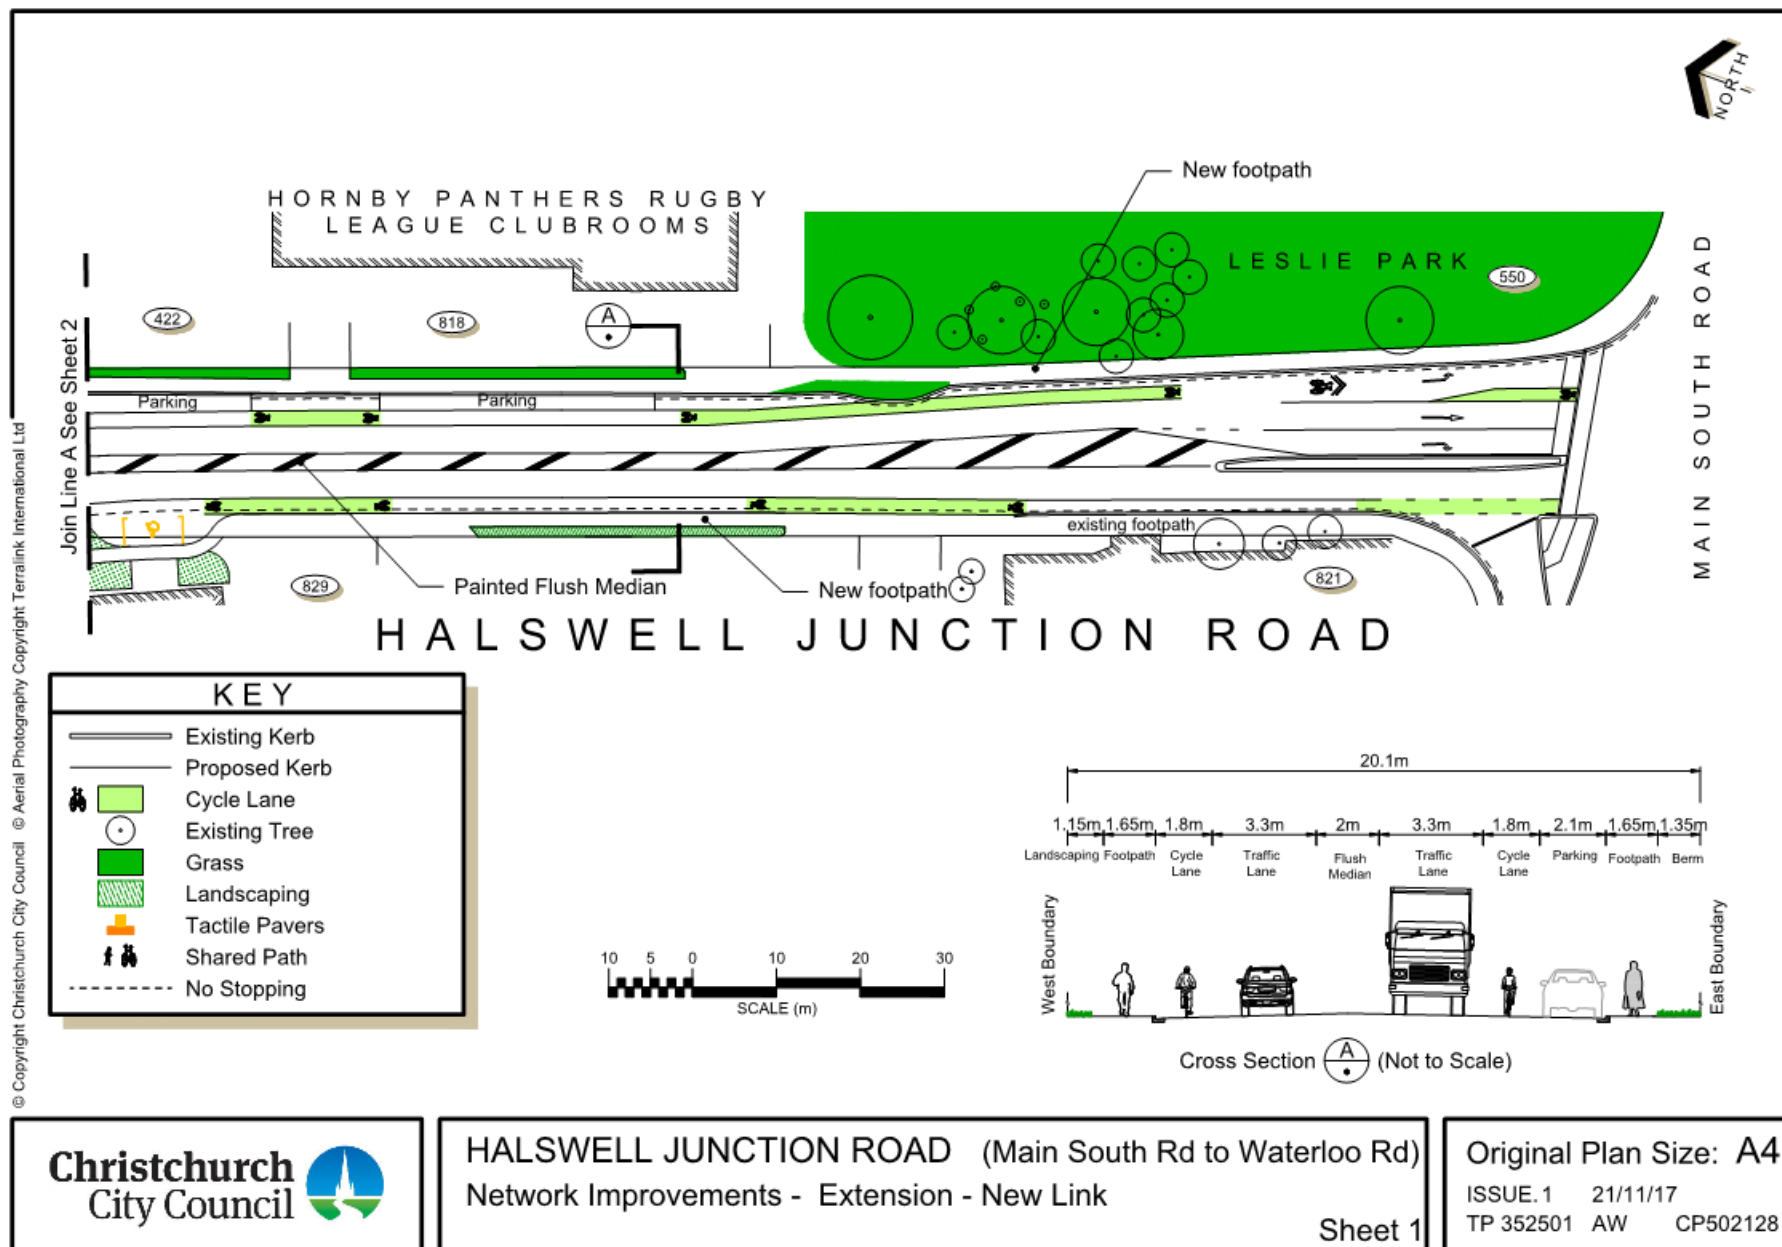 NORTH
New footpath
HORNBY PANTHERS RUGBY
LEAGUE CLUBROOMS
LESLIE PARK
550
MAIN SOUTH ROAD
422
818
A
Join Line A See Sheet 2
Parking
Parking
existing footpath
829
Painted Flush Median
New footpath
821
HALSWELL JUNCTION ROAD
© Copyright Christchurch City Council © Aerial Photography Copyright Terralink International Ltd
KEY
Existing Kerb
Proposed Kerb
Cycle Lane
Existing Tree
Grass
Landscaping
Tactile Pavers
Shared Path
No Stopping
10 5 0 10 20 30
SCALE (m)
20.1m
1.15m 1.65m 1.8m 3.3m 2m 3.3m 1.8m 2.1m 1.65m 1.35m
Landscaping Footpath Cycle Lane Traffic Lane Flush Median Traffic Lane Cycle Lane Parking Footpath Berm
West Boundary
East Boundary
Cross Section A (Not to Scale)
Christchurch
City Council
HALSWELL JUNCTION ROAD (Main South Rd to Waterloo Rd)
Network Improvements - Extension - New Link
Sheet 1
Original Plan Size: A4
ISSUE.1 21/11/17
TP 352501 AW CP502128